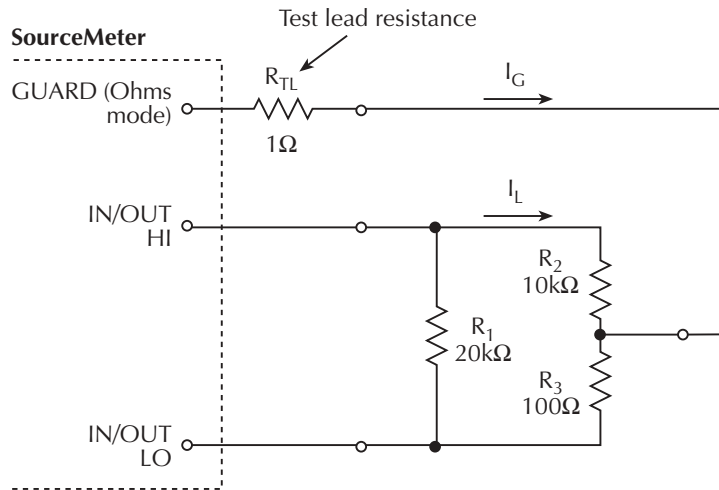 Test lead resistance
SourceMeter
GUARD (Ohms
mode)
R_TL
1Ω
I_G
IN/OUT
HI
I_L
R_2
10kΩ
R_1
20kΩ
R_3
100Ω
IN/OUT
LO